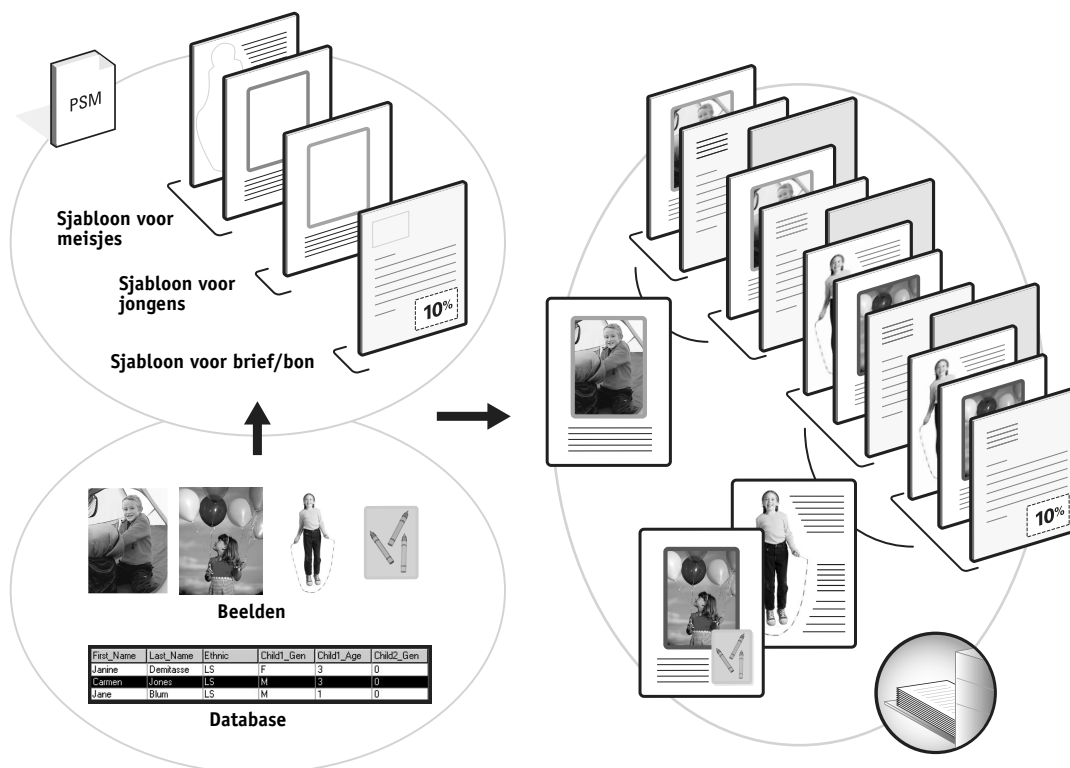 PSM
Sjabloon voor
meisjes
Sjabloon voor
jongens
10%
Sjabloon voor brief/bon
10%
Beelden
First_Name Last_Name Ethnic Child1_Gen Child1_Age Child2_Gen
Janine Demitasse LS F 3 0
Carmen Jones LS M 3 0
Jane Blum LS M 1 0
Database